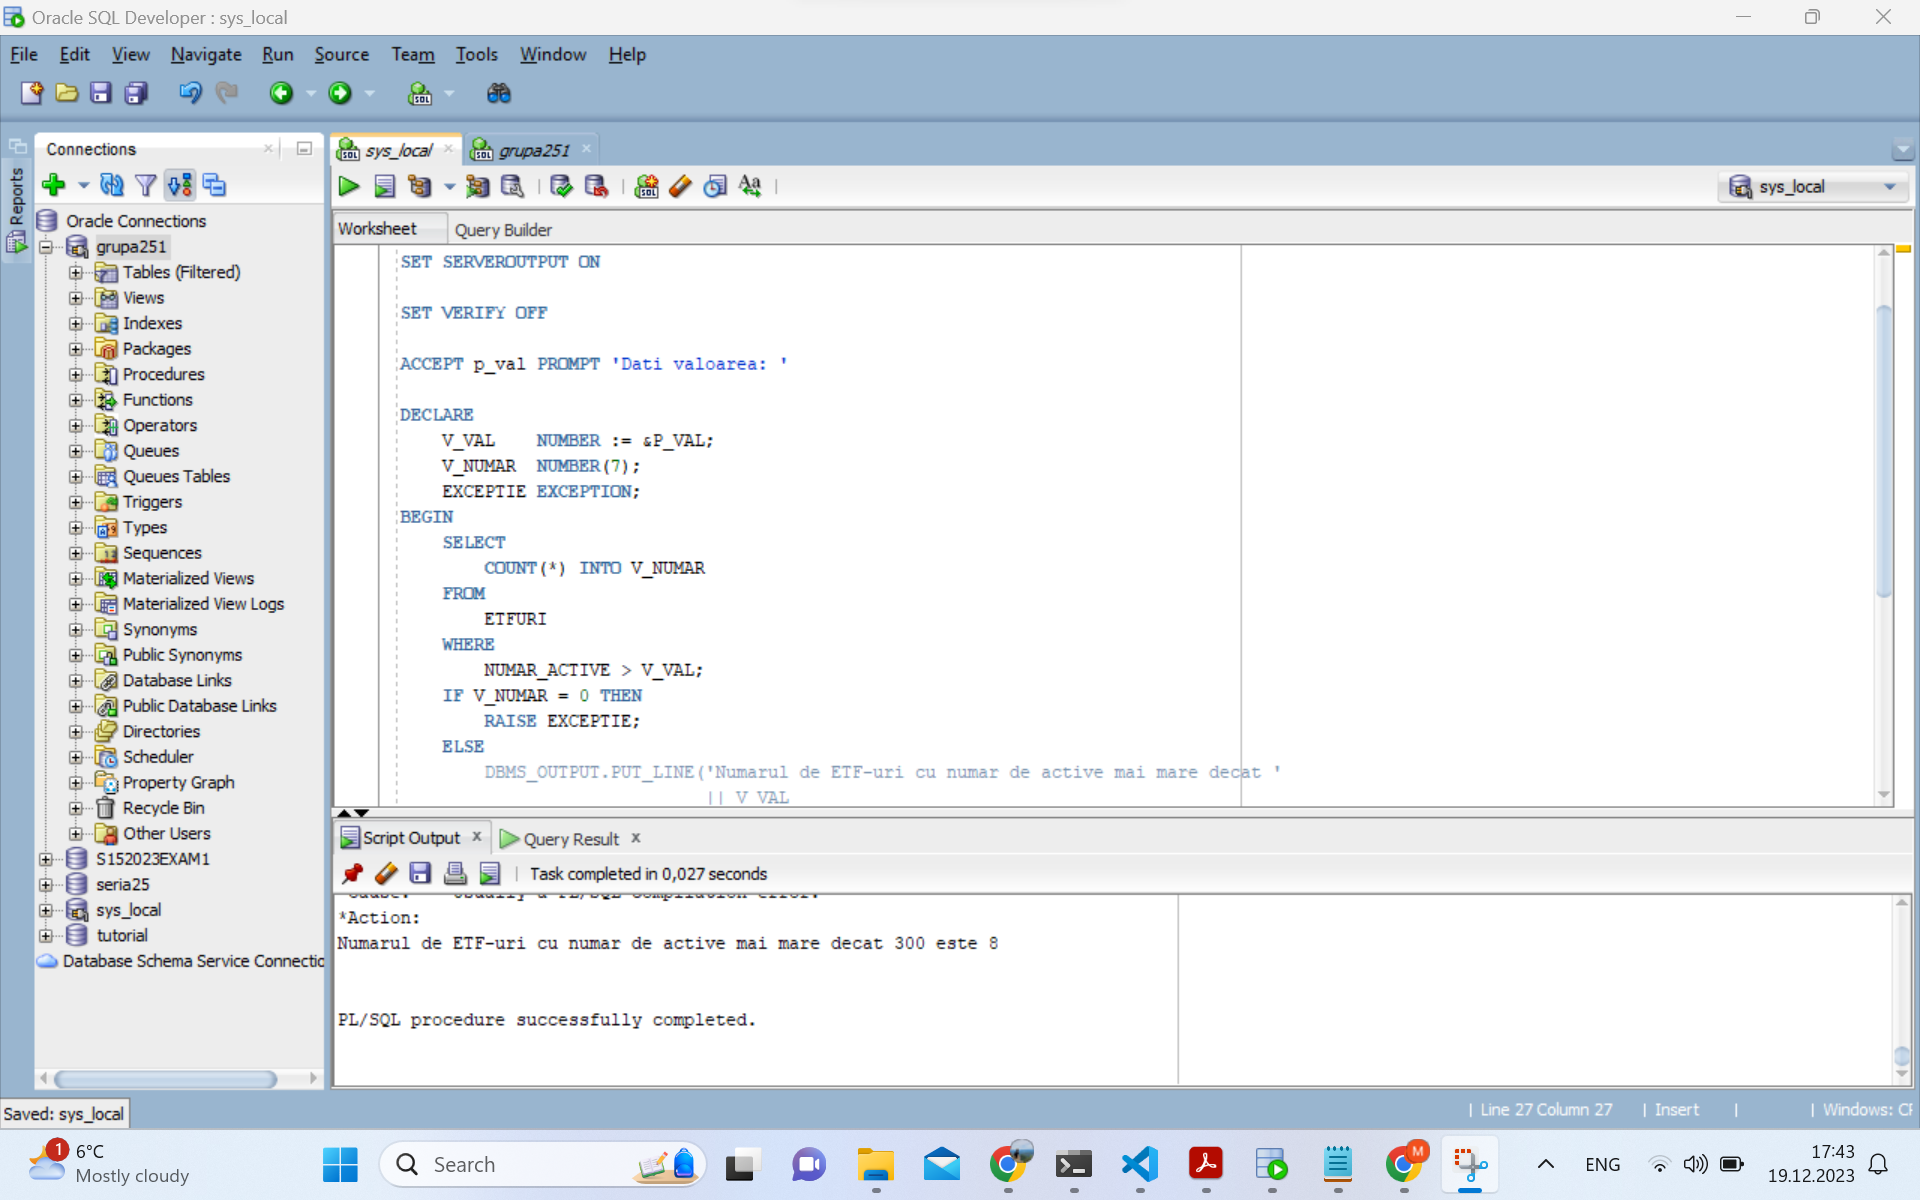 Oracle SQL Developer : sys_local
File Edit View Navigate Run Source Team Tools Window Help
Connections
sys_local
grupa251
Reports
sys_local
Worksheet
Query Builder
Oracle Connections
grupa251
Tables (Filtered)
Views
Indexes
Packages
Procedures
Functions
Operators
Queues
Queues Tables
Triggers
Types
Sequences
Materialized Views
Materialized View Logs
Synonyms
Public Synonyms
Database Links
Public Database Links
Directories
Scheduler
Property Graph
Recycle Bin
Other Users
S152023EXAM1
seria25
sys_local
tutorial
Database Schema Service Connectio
SET SERVEROUTPUT ON
SET VERIFY OFF
ACCEPT p_val PROMPT 'Dati valoarea: '
DECLARE
V_VAL NUMBER := &P_VAL;
V_NUMAR NUMBER(7);
EXCEPTIE EXCEPTION;
BEGIN
SELECT
COUNT(*) INTO V_NUMAR
FROM
ETFURI
WHERE
NUMAR_ACTIVE > V_VAL;
IF V_NUMAR = 0 THEN
RAISE EXCEPTIE;
ELSE
DBMS_OUTPUT.PUT_LINE('Numarul de ETF-uri cu numar de active mai mare decat '
|| V_VAL
Script Output
Query Result
Task completed in 0,027 seconds
*Action:
Numarul de ETF-uri cu numar de active mai mare decat 300 este 8
PL/SQL procedure successfully completed.
Saved: sys_local
| Line 27 Column 27 | Insert | | Windows: CR
1
6°C
Mostly cloudy
Search
M
ENG
17:43
19.12.2023